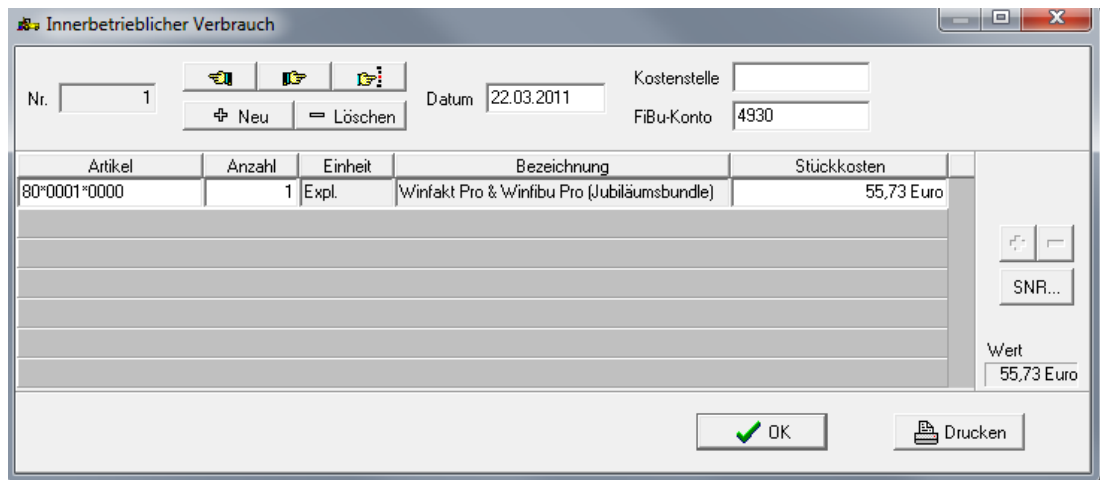 Innerbetrieblicher Verbrauch
Nr. 1
Neu Löschen
Datum 22.03.2011
Kostenstelle
FiBu-Konto 4930
Artikel Anzahl Einheit Bezeichnung Stückkosten
80*0001*0000 1 Expl. Winfakt Pro & Winfibu Pro (Jubiläumsbundle) 55,73 Euro
SNR...
Wert
55,73 Euro
OK Drucken